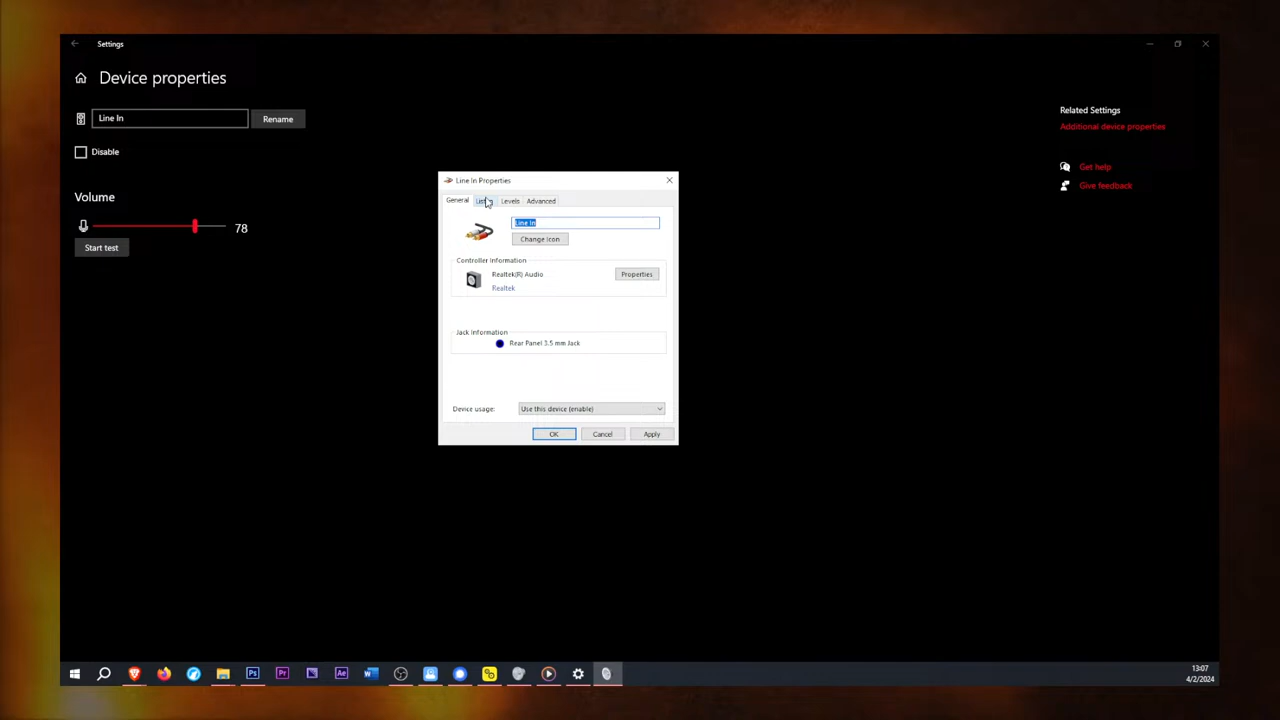 Settings
Device properties
Line In
Rename
Disable
Volume
78
Start test
Related Settings
Additional device properties
Get help
Give feedback
Line In Properties
General
Levels
Advanced
Line In
Change Icon
Controller Information
Realtek(R) Audio
Properties
Realtek
Jack Information
Rear Panel 3.5 mm Jack
Device usage:
Use this device (enable)
OK
Cancel
Apply
Ps
Pr
Ae
W
13:07
4/2/2024